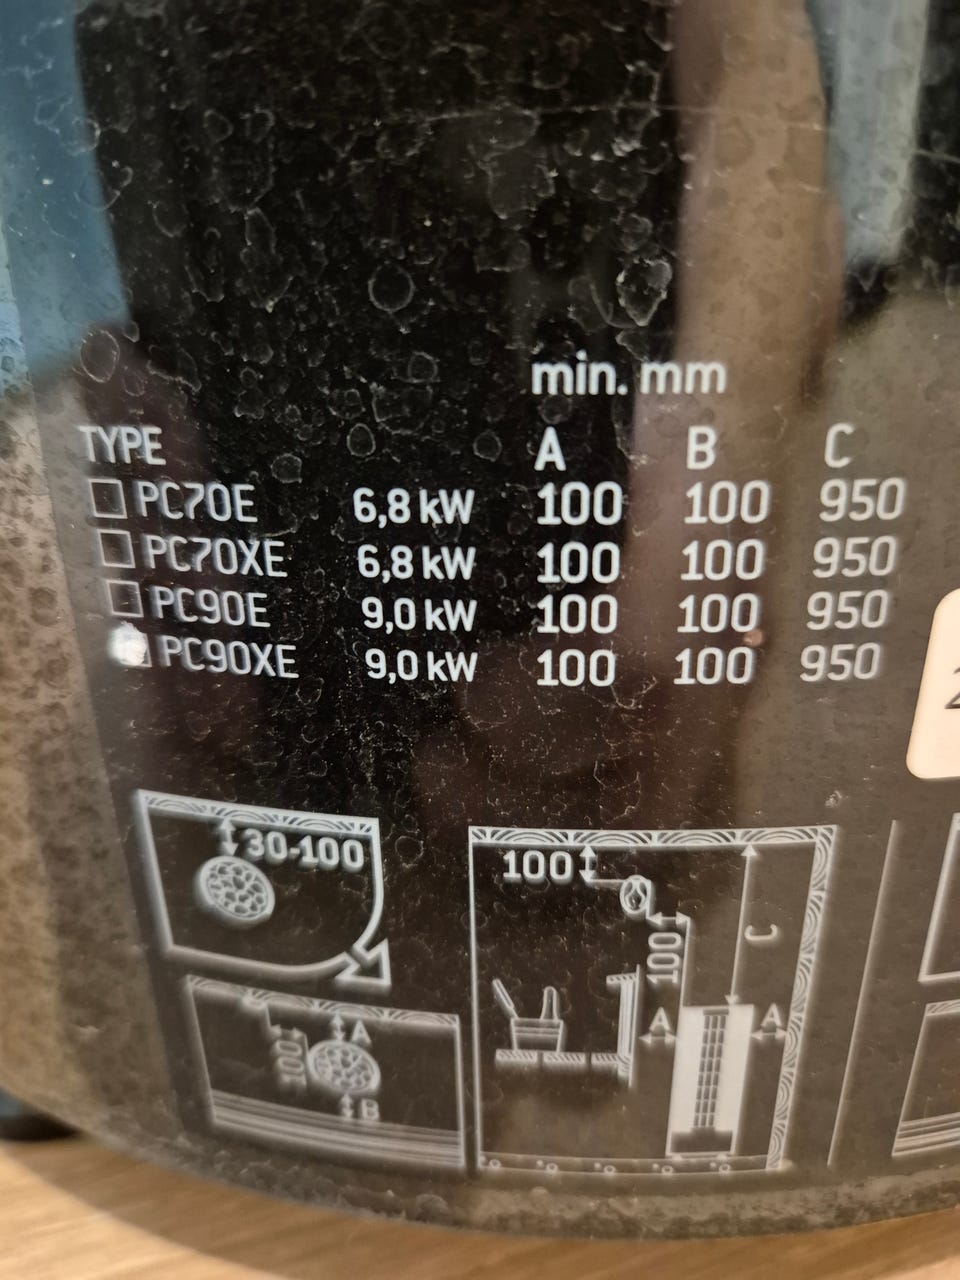 min. mm
TYPE A B C
PC70E 6,8 kW 100 100 950
PC70XE 6,8 kW 100 100 950
PC90E 9,0 kW 100 100 950
PC90XE 9,0 kW 100 100 950
30-100
100
C
100
A A
A
100
B